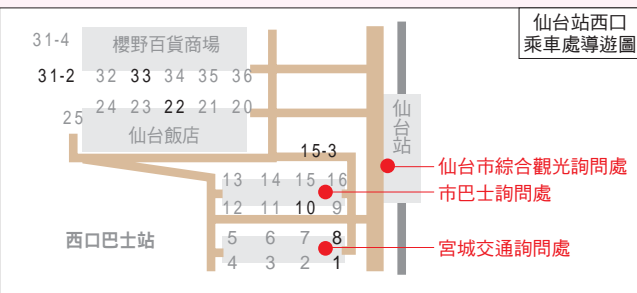 仙台站西口
乘車處導遊圖
31-4
櫻野百貨商場
31-2 32 33 34 35 36
24 23 22 21 20
25
仙台飯店
仙台站
15-3
仙台市綜合觀光詢問處
13 14 15 16
市巴士詢問處
12 11 10 9
西口巴士站
5 6 7 8
宮城交通詢問處
4 3 2 1